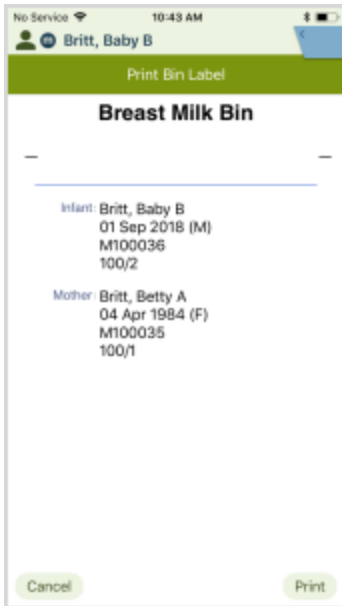 No Service 10:43 AM
Britt, Baby B
Print Bin Label
Breast Milk Bin
– –
Infant: Britt, Baby B
01 Sep 2018 (M)
M100036
100/2
Mother: Britt, Betty A
04 Apr 1984 (F)
M100035
100/1
Cancel Print